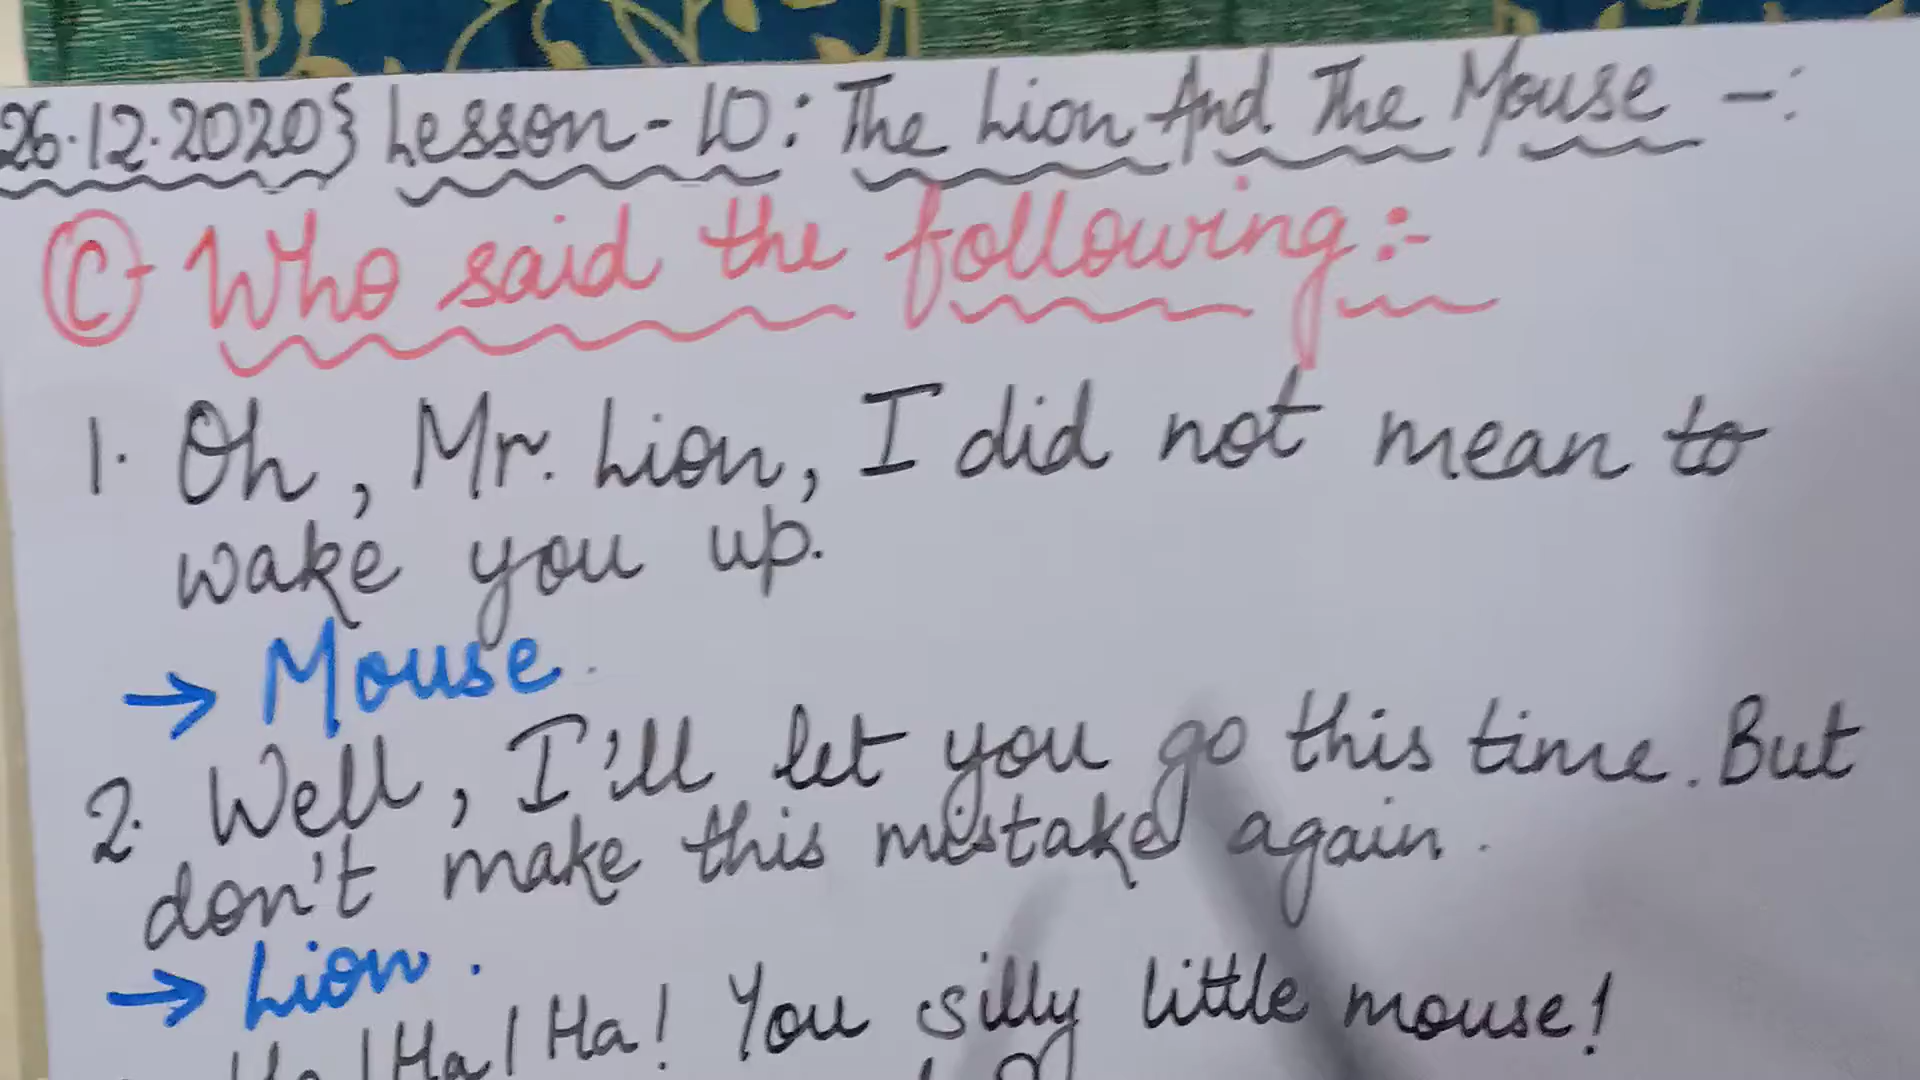 26.12.2020} Lesson-10: The Lion And The Mouse -:
C- Who said the following:-
1. Oh, Mr. Lion, I did not mean to
wake you up.
→ Mouse.
2. Well, I'll let you go this time. But
don't make this mistake again.
→ Lion.
Ha! Ha! Ha! You silly little mouse!